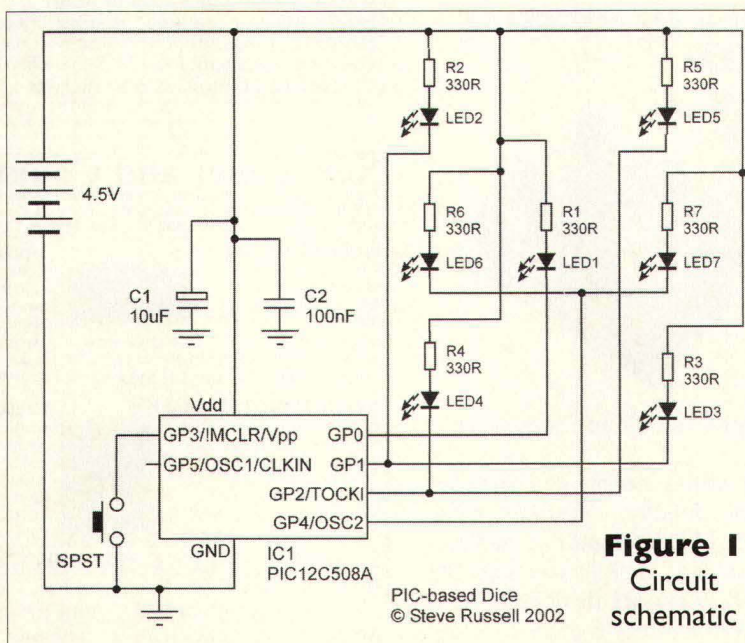 R2
330R
LED2
R5
330R
LED5
4.5V
R6
330R
LED6
R1
330R
LED1
R7
330R
LED7
C1
10uF
C2
100nF
R4
330R
LED4
R3
330R
LED3
Vdd
GP3/!MCLR/Vpp
GP0
GP5/OSC1/CLKIN
GP1
GP2/TOCKI
GP4/OSC2
GND
SPST
IC1
PIC12C508A
PIC-based Dice
© Steve Russell 2002
Figure 1
Circuit
schematic